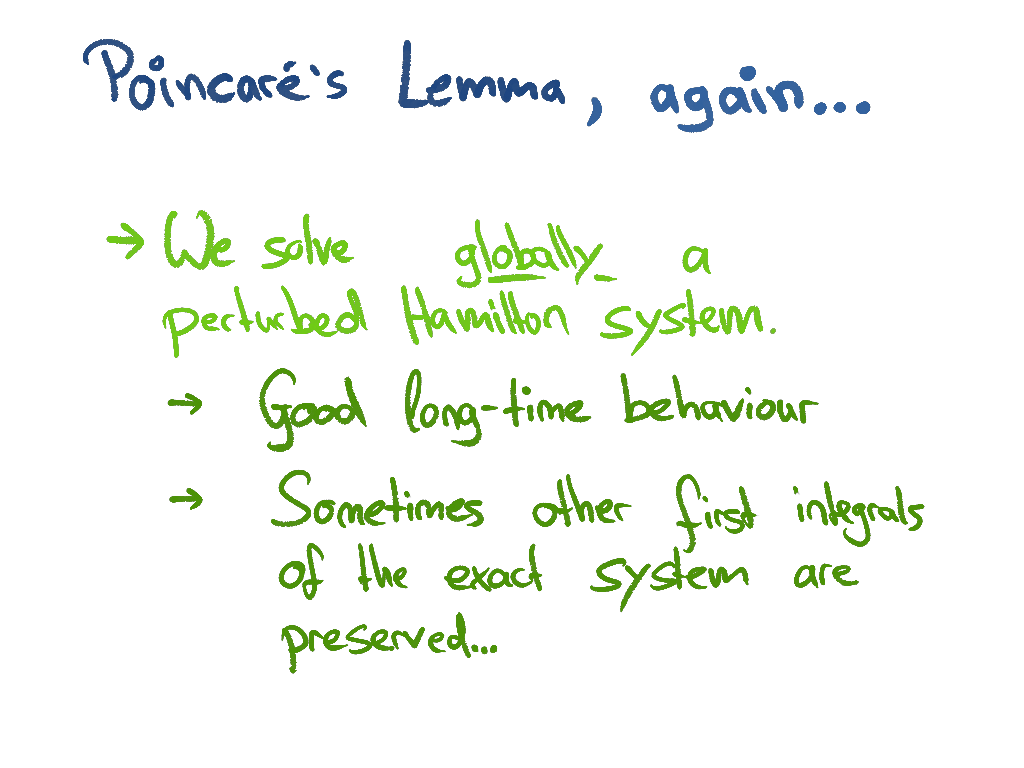 Poincaré's Lemma, again...
→ We solve globally a
perturbed Hamilton system.
→ Good long-time behaviour
→ Sometimes other first integrals
of the exact system are
preserved...